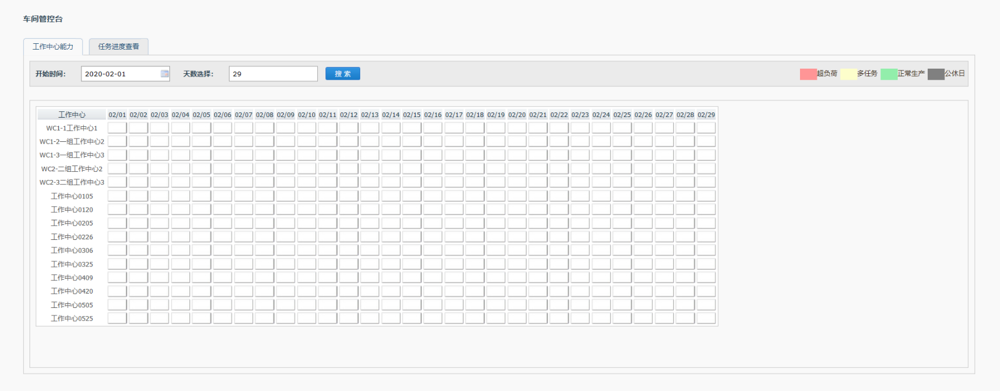 车间管控台
工作中心能力 任务进度查看
开始时间: 2020-02-01 天数选择: 29 搜索 超负荷 多任务 正常生产 公休日
工作中心 02/01 02/02 02/03 02/04 02/05 02/06 02/07 02/08 02/09 02/10 02/11 02/12 02/13 02/14 02/15 02/16 02/17 02/18 02/19 02/20 02/21 02/22 02/23 02/24 02/25 02/26 02/27 02/28 02/29
WC1-1工作中心1
WC1-2一组工作中心2
WC1-3一组工作中心3
WC2-二组工作中心2
WC2-3二组工作中心3
工作中心0105
工作中心0120
工作中心0205
工作中心0226
工作中心0306
工作中心0325
工作中心0409
工作中心0420
工作中心0505
工作中心0525